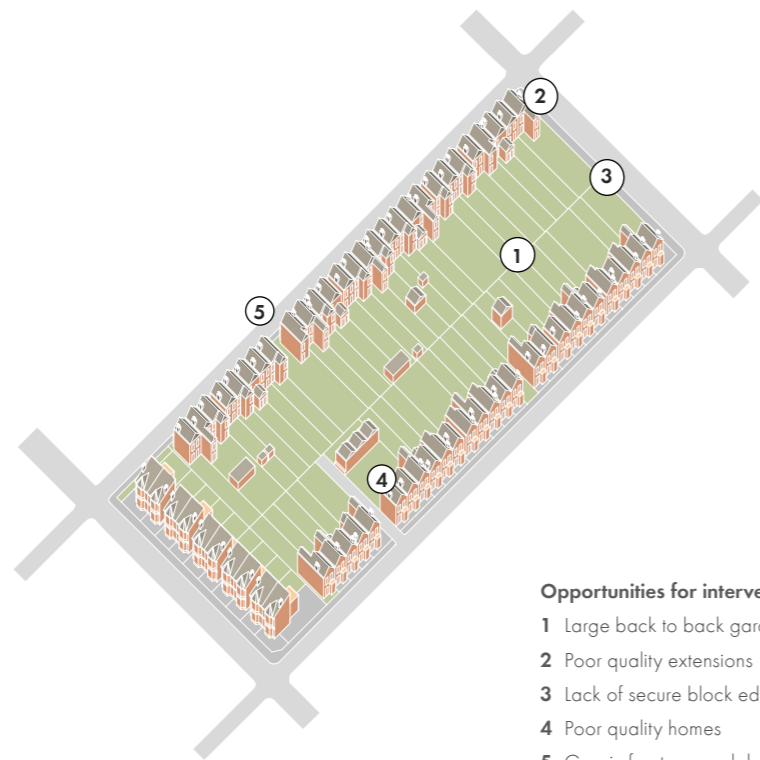 2
3
1
5
4
Opportunities for interve
1 Large back to back gard
2 Poor quality extensions
3 Lack of secure block ed
4 Poor quality homes